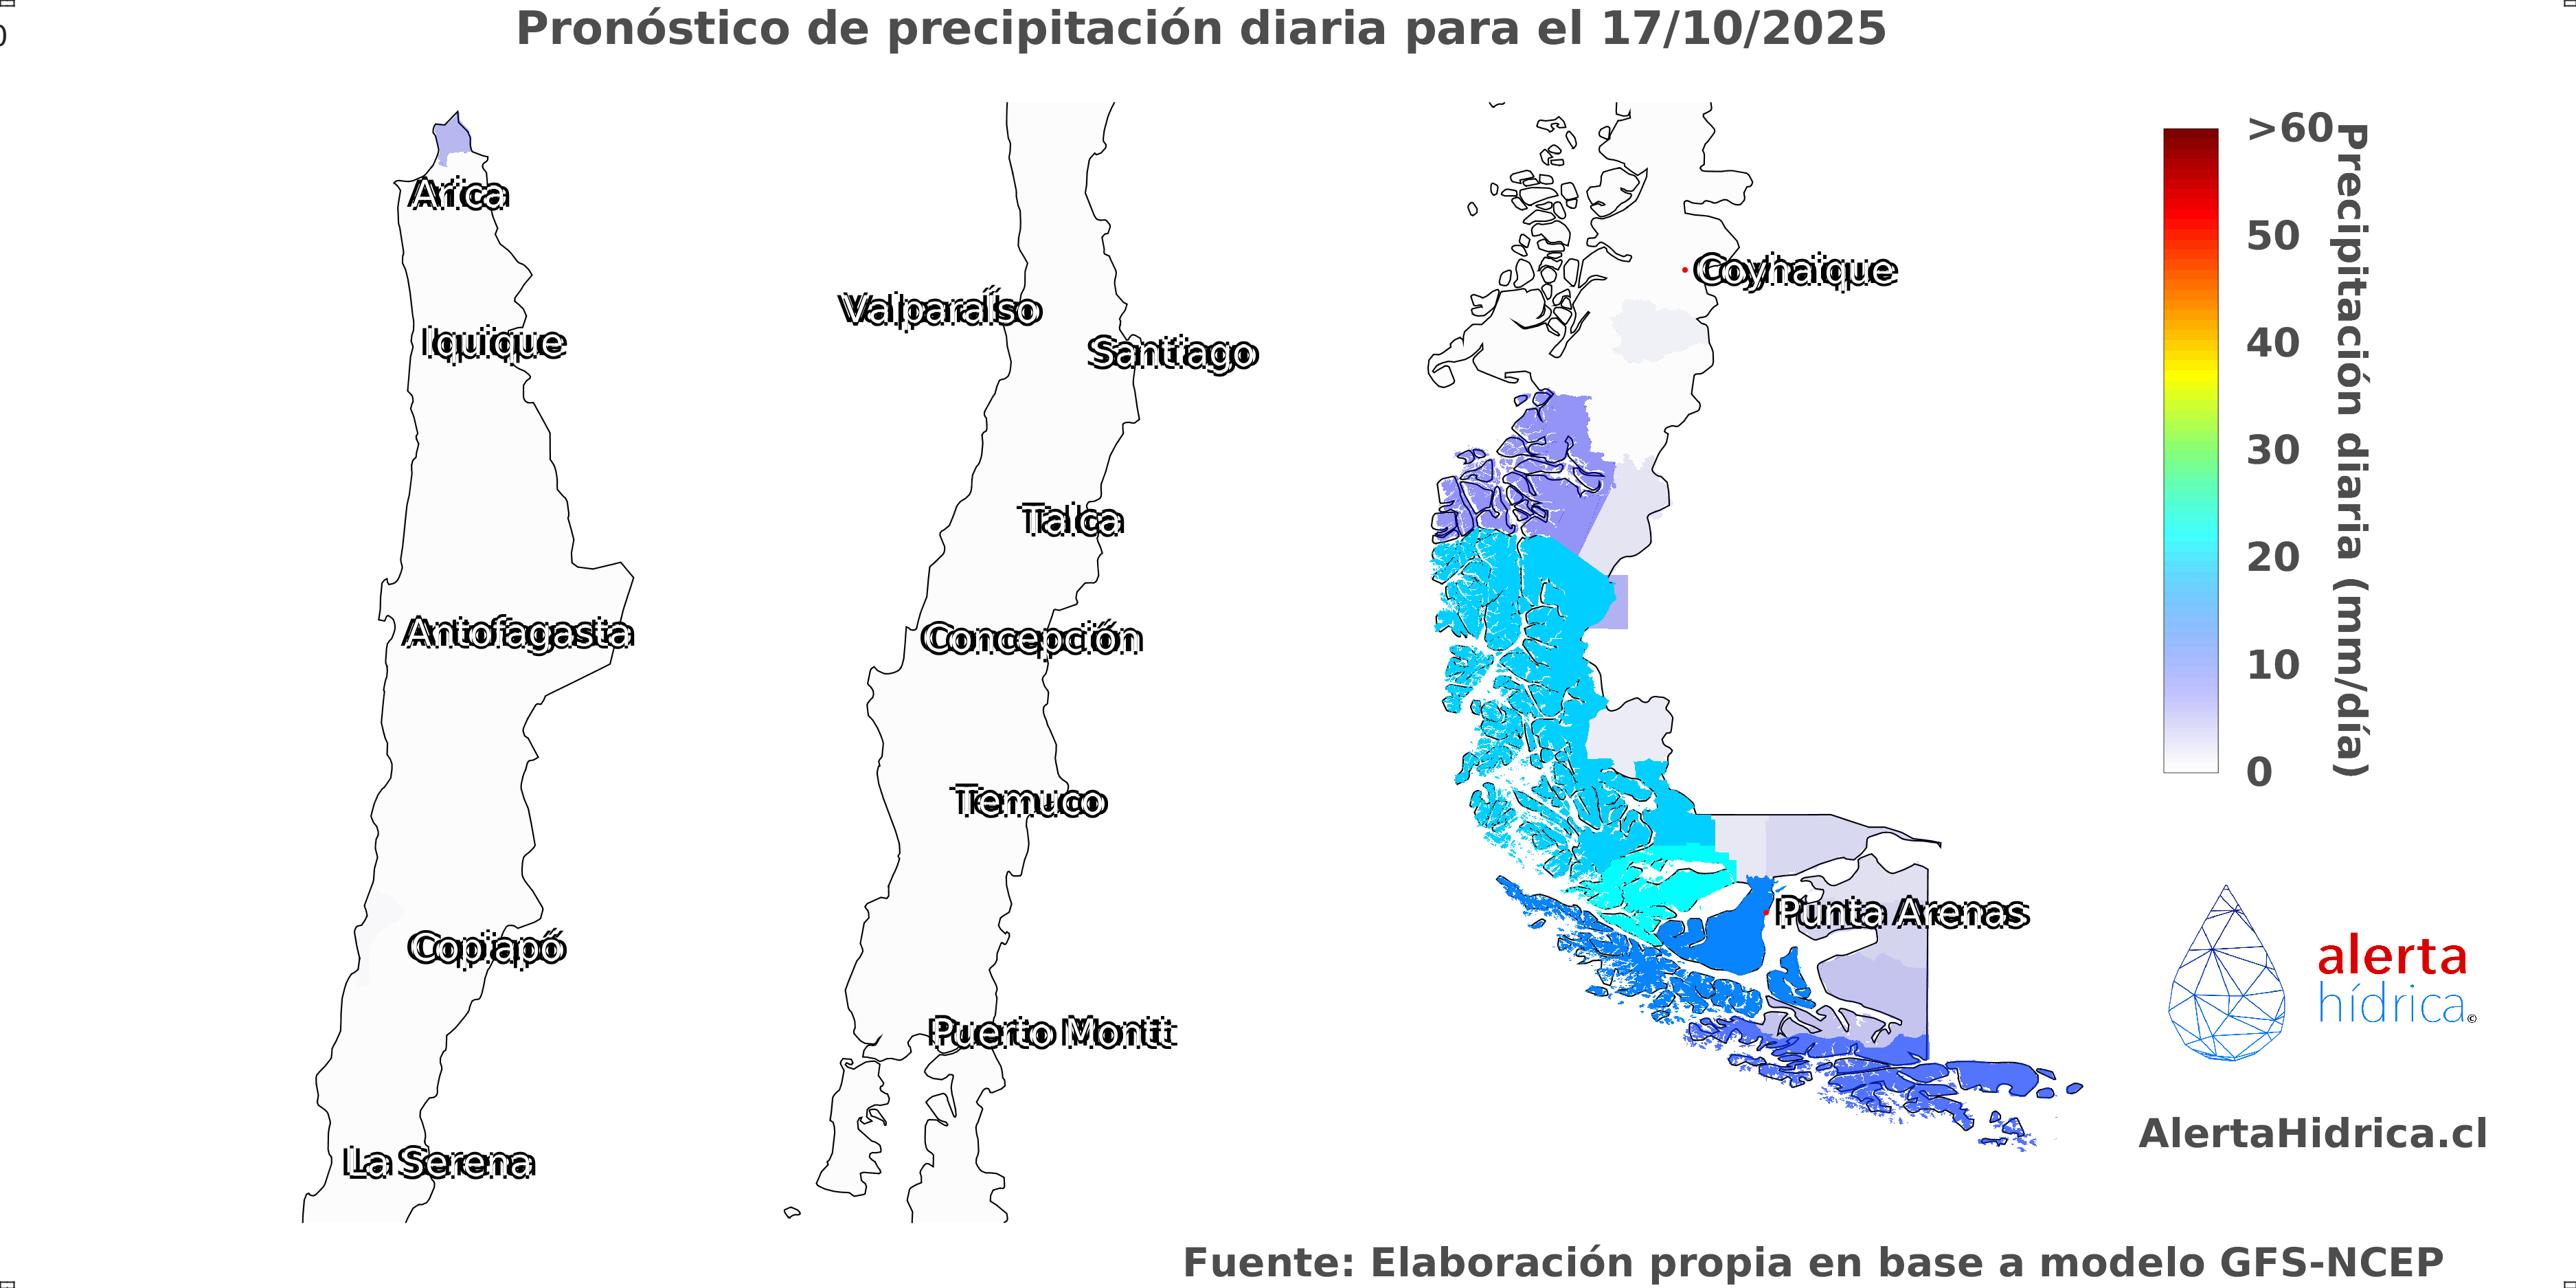 Pronóstico de precipitación diaria para el 17/10/2025
0
Arica
Iquique
Antofagasta
Copiapó
La Serena
Valparaíso
Santiago
Talca
Concepción
Temuco
Puerto Montt
Coyhaique
Punta Arenas
>60
50
40
30
20
10
0
Precipitación diaria (mm/día)
alerta
hídrica©
AlertaHidrica.cl
Fuente: Elaboración propia en base a modelo GFS-NCEP